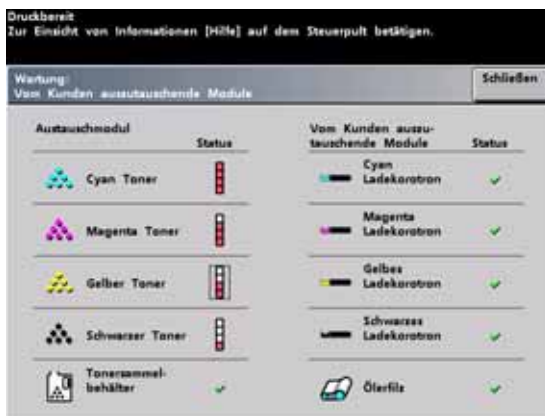 Druckbereit
Zur Einsicht von Informationen [Hilfe] auf dem Steuerpult betätigen.
Wartung:
Vom Kunden auszutauschende Module
Schließen
Austauschmodul
Status
Cyan Toner
Magenta Toner
Gelber Toner
Schwarzer Toner
Tonersammel-
behälter
Vom Kunden auszu-
tauschende Module
Status
Cyan
Ladekorotron
Magenta
Ladekorotron
Gelbes
Ladekorotron
Schwarzes
Ladekorotron
Ölerfilz